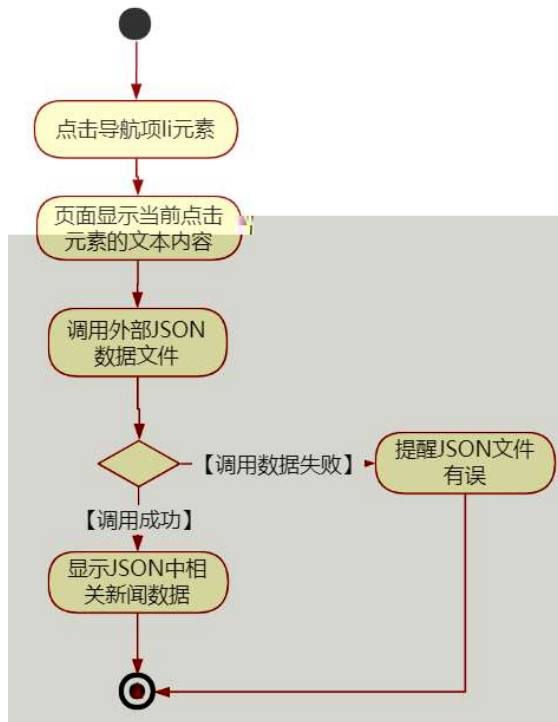 点击导航项li元素
页面显示当前点击
元素的文本内容
调用外部JSON
数据文件
【调用数据失败】
提醒JSON文件
有误
【调用成功】
显示JSON中相
关新闻数据